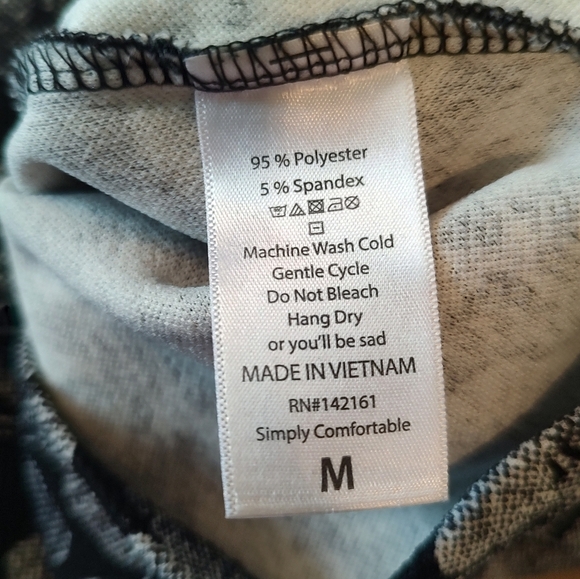 95 % Polyester
5 % Spandex
Machine Wash Cold
Gentle Cycle
Do Not Bleach
Hang Dry
or you'll be sad
MADE IN VIETNAM
RN#142161
Simply Comfortable
M